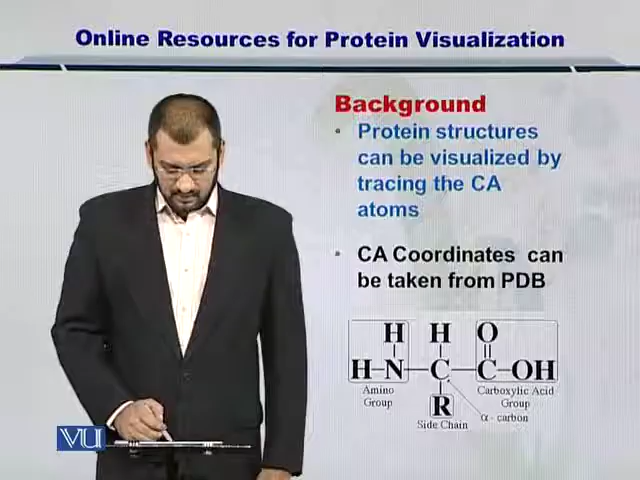 Online Resources for Protein Visualization
Background
• Protein structures
can be visualized by
tracing the CA
atoms
• CA Coordinates can
be taken from PDB
H H O
H-N-C-C-OH
Amino
Group
Carboxylic Acid
Group
R
α - carbon
Side Chain
VU